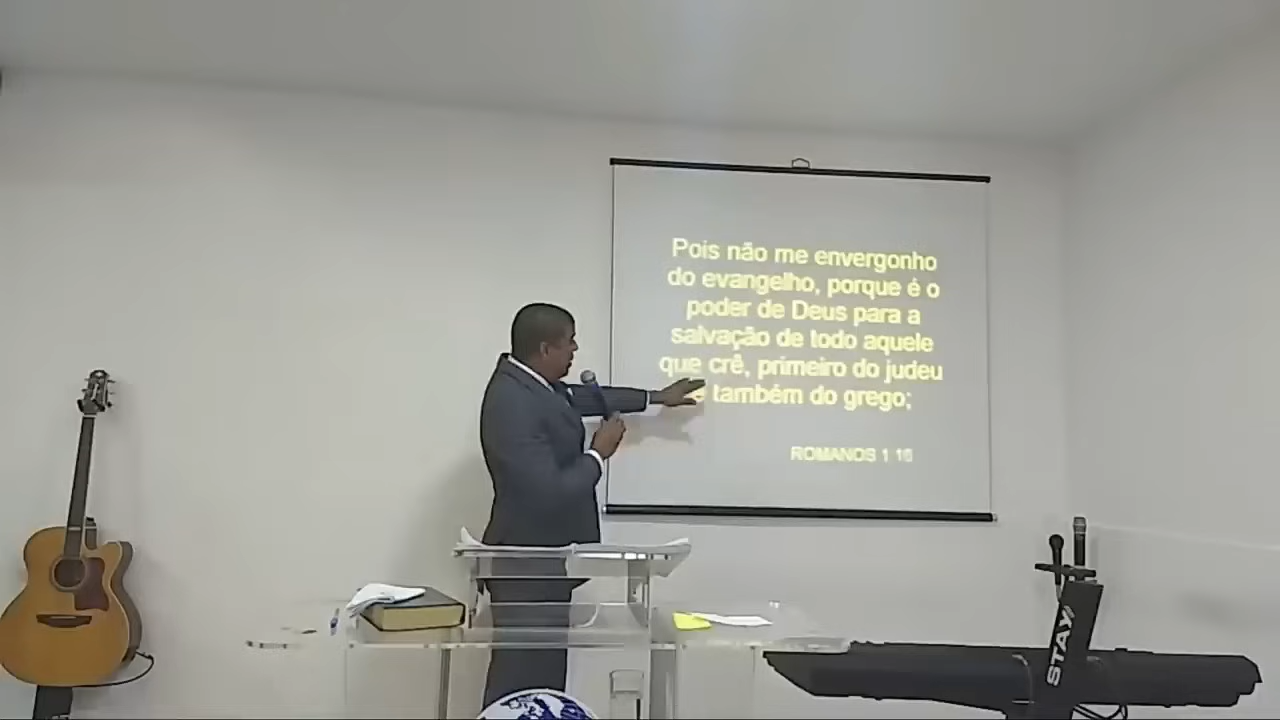 Pois não me envergonho
do evangelho, porque é o
poder de Deus para a
salvação de todo aquele
que crê, primeiro do judeu
e também do grego;
ROMANOS 1 16
STAY